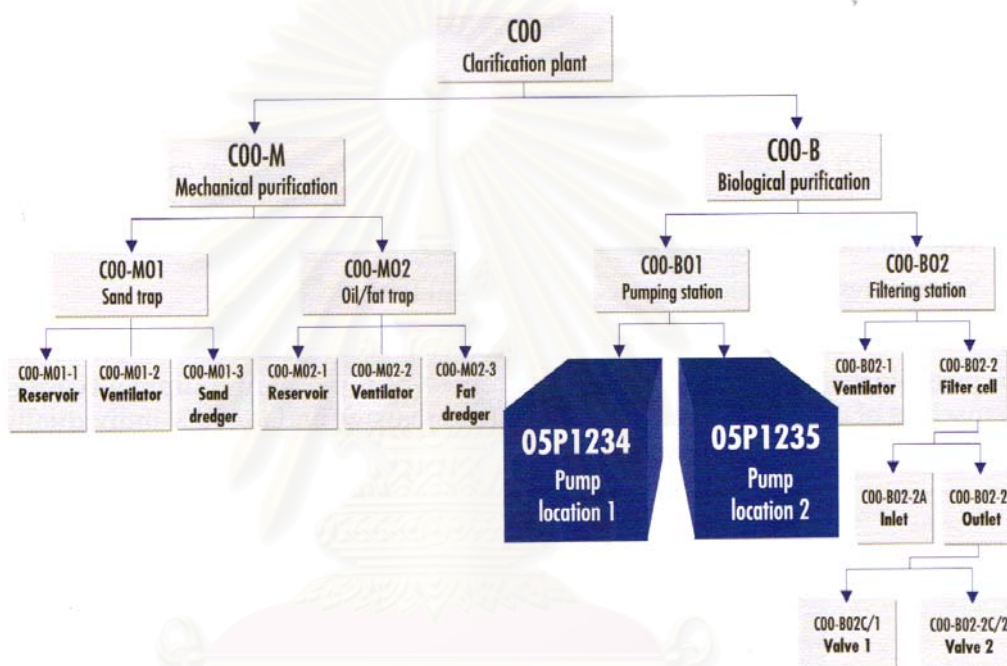 C00
Clarification plant
C00-M
Mechanical purification
C00-B
Biological purification
C00-M01
Sand trap
C00-M02
Oil/fat trap
C00-B01
Pumping station
C00-B02
Filtering station
C00-M01-1
Reservoir
C00-M01-2
Ventilator
C00-M01-3
Sand
dredger
C00-M02-1
Reservoir
C00-M02-2
Ventilator
C00-M02-3
Fat
dredger
05P1234
Pump
location 1
05P1235
Pump
location 2
C00-B02-1
Ventilator
C00-B02-2
Filter cell
C00-B02-2A
Inlet
C00-B02-2
Outlet
C00-B02C/1
Valve 1
C00-B02-2C/2
Valve 2